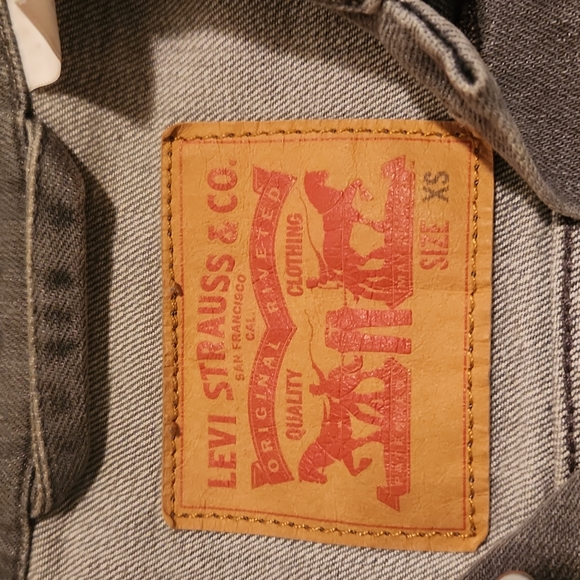 LEVI STRAUSS & CO.
SAN FRANCISCO
CAL.
ORIGINAL RIVETED
QUALITY CLOTHING
SIZE XS